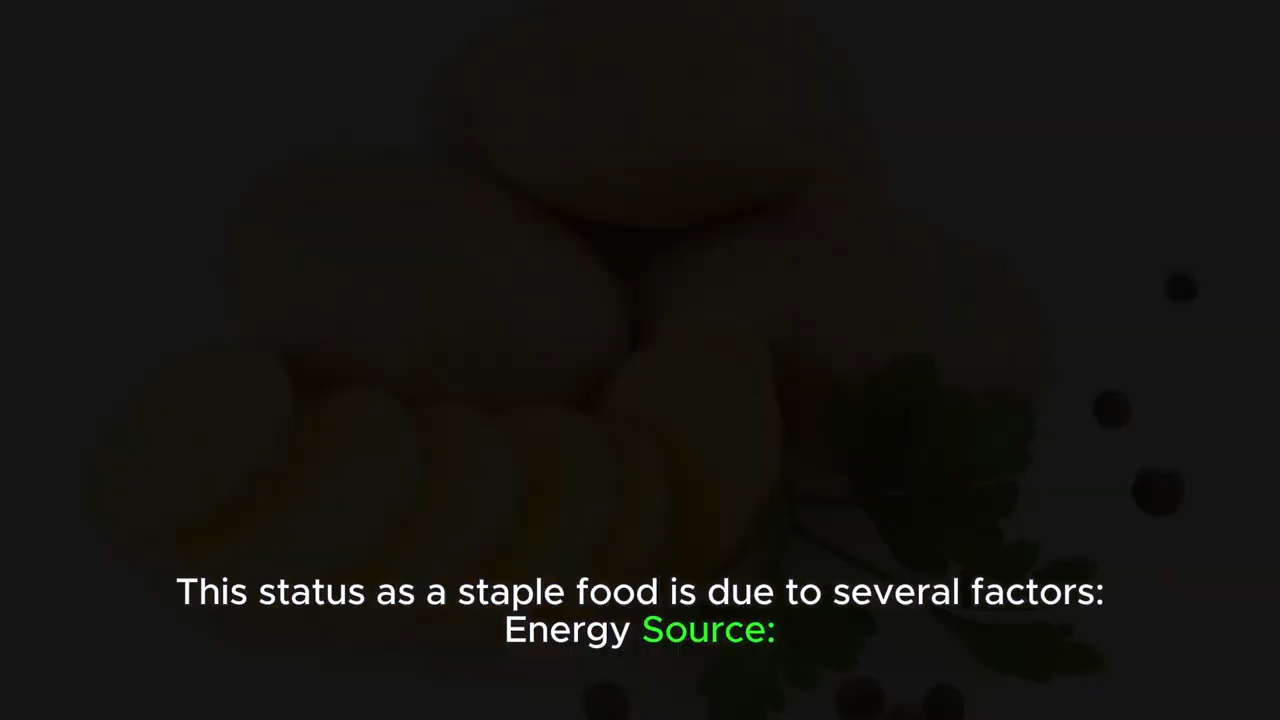 This status as a staple food is due to several factors:
Energy Source: